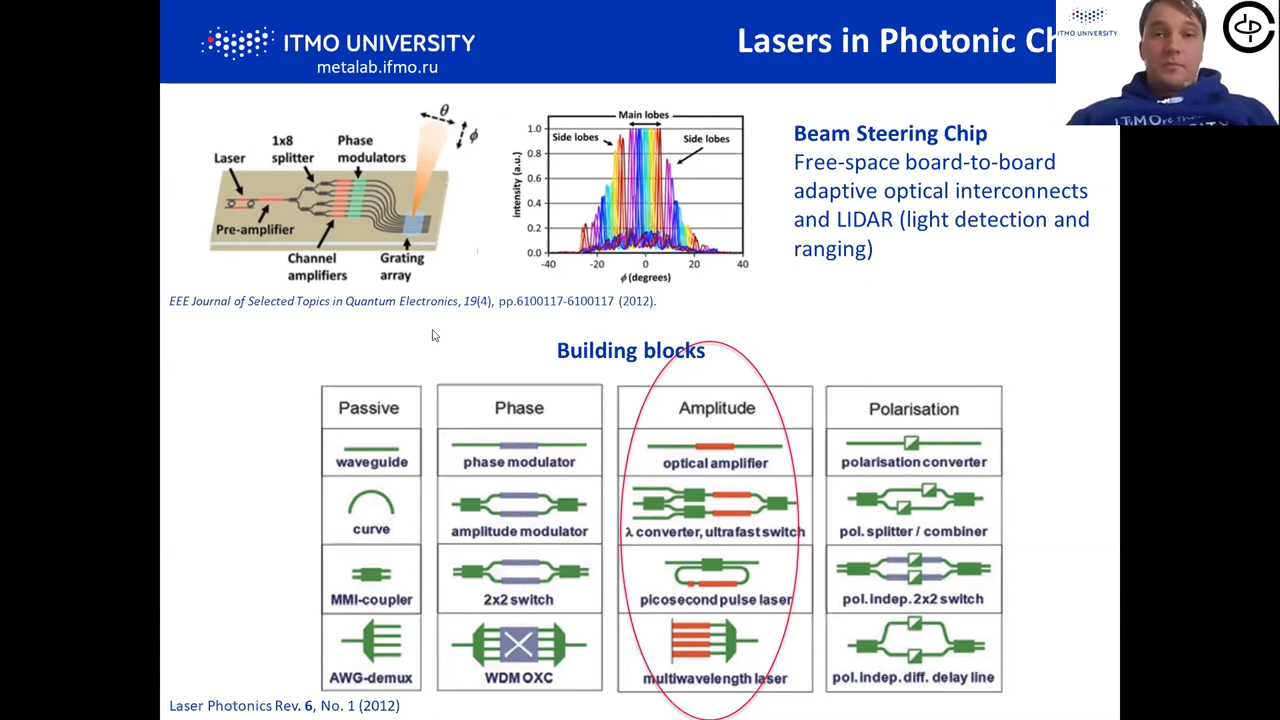 ITMO UNIVERSITY
metalab.ifmo.ru
Lasers in Photonic
ITMO UNIVERSITY
Laser
1x8
splitter
Phase
modulators
θ
ϕ
Pre-amplifier
Channel
amplifiers
Grating
array
Main lobes
Side lobes
Side lobes
intensity (a.u.)
1.0
0.8
0.6
0.4
0.2
0.0
-40
-20
0
20
40
ϕ (degrees)
Beam Steering Chip
Free-space board-to-board
adaptive optical interconnects
and LIDAR (light detection and
ranging)
EEE Journal of Selected Topics in Quantum Electronics, 19(4), pp.6100117-6100117 (2012).
Building blocks
Passive
waveguide
curve
MMI-coupler
AWG-demux
Phase
phase modulator
amplitude modulator
2x2 switch
WDM OXC
Amplitude
optical amplifier
λ converter, ultrafast switch
picosecond pulse laser
multiwavelength laser
Polarisation
polarisation converter
pol. splitter / combiner
pol. indep. 2x2 switch
pol. indep. diff. delay line
Laser Photonics Rev. 6, No. 1 (2012)